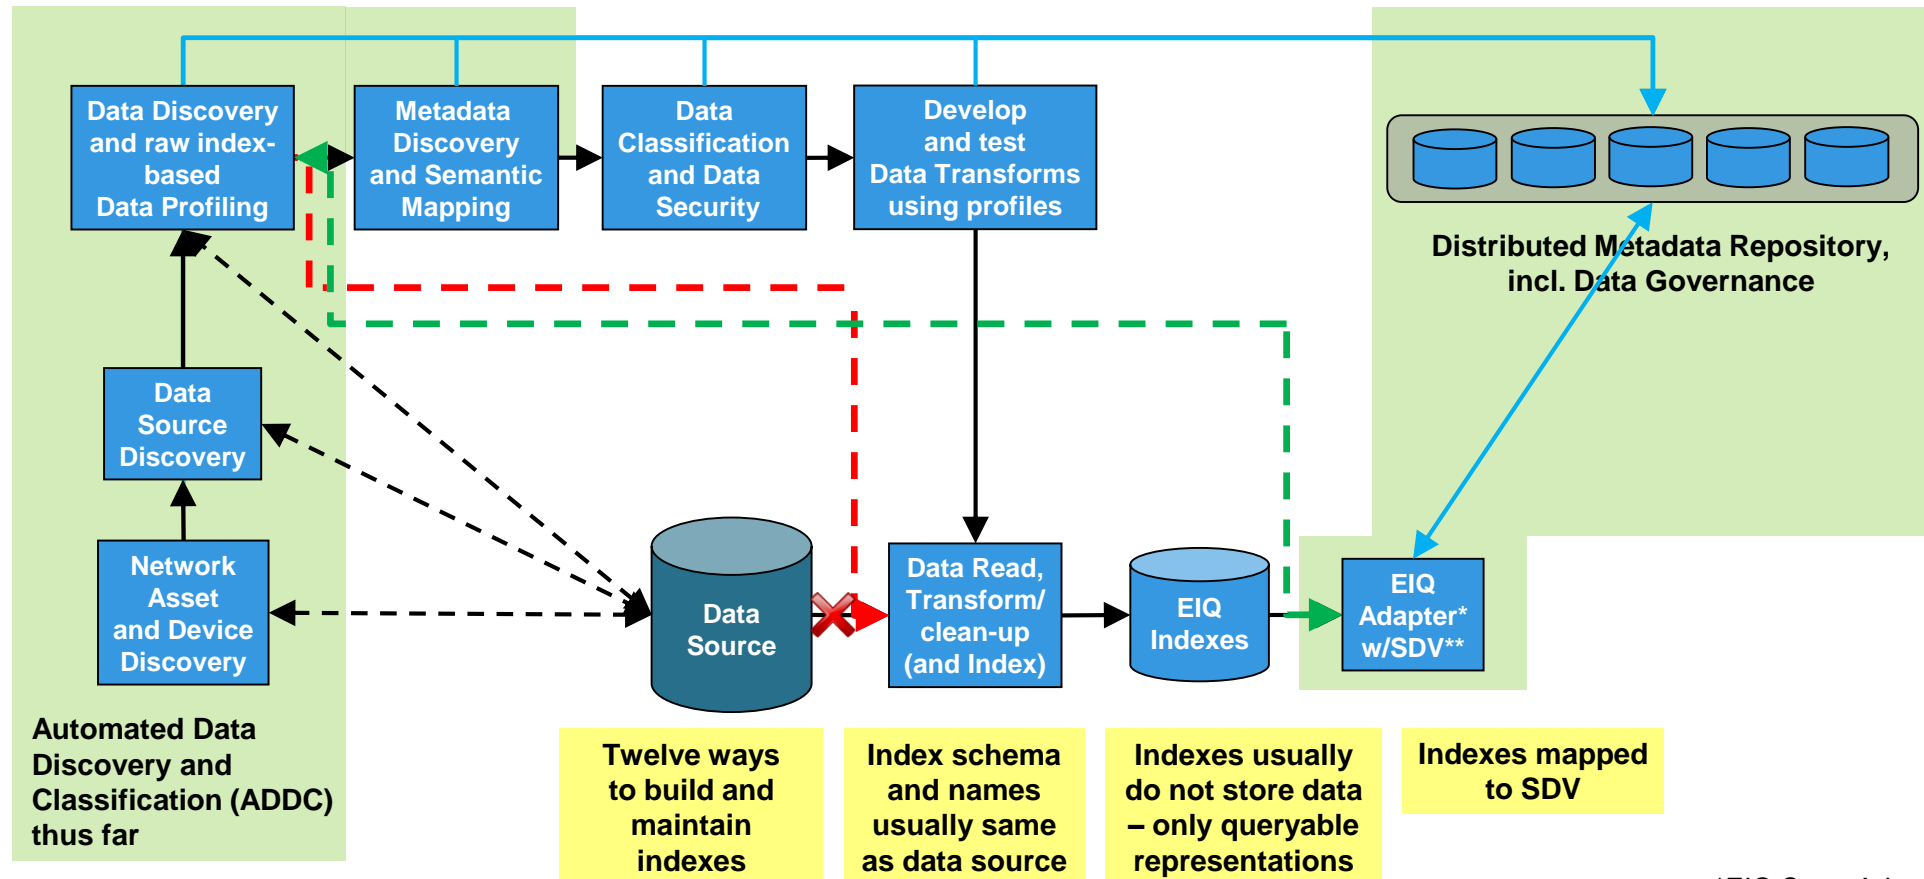 Data Discovery
and raw index-
based
Data Profiling
Metadata
Discovery
and Semantic
Mapping
Data
Classification
and Data
Security
Develop
and test
Data Transforms
using profiles
Distributed Metadata Repository,
incl. Data Governance
Data
Source
Discovery
Network
Asset
and Device
Discovery
Data
Source
Data Read,
Transform/
clean-up
(and Index)
EIQ
Indexes
EIQ
Adapter*
w/SDV**
Automated Data
Discovery and
Classification (ADDC)
thus far
Twelve ways
to build and
maintain
indexes
Index schema
and names
usually same
as data source
Indexes usually
do not store data
– only queryable
representations
Indexes mapped
to SDV